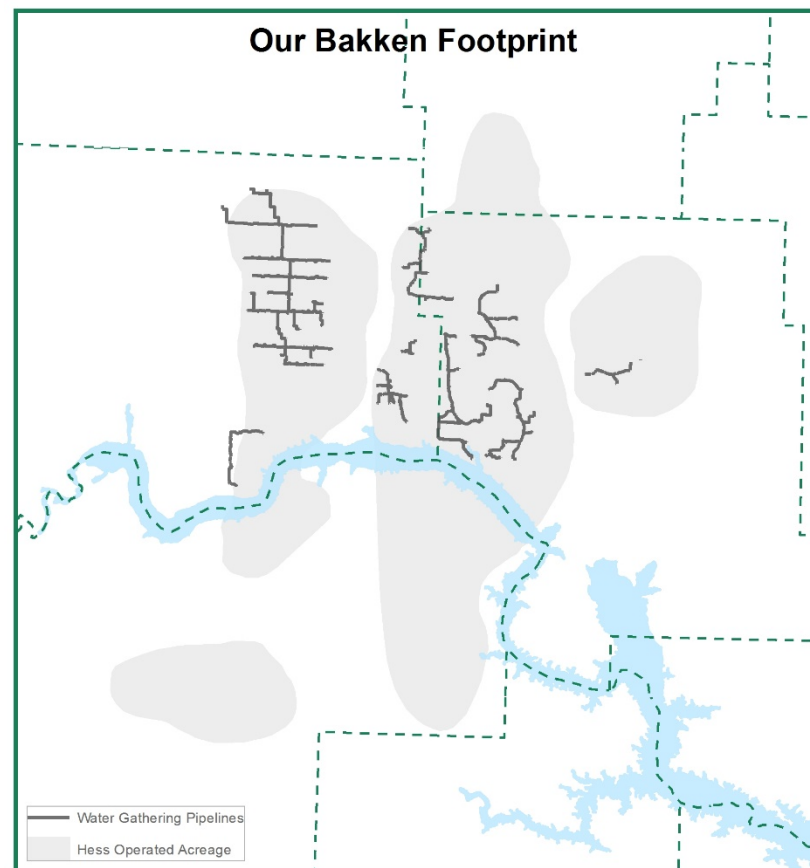 Our Bakken Footprint
Water Gathering Pipelines
Hess Operated Acreage